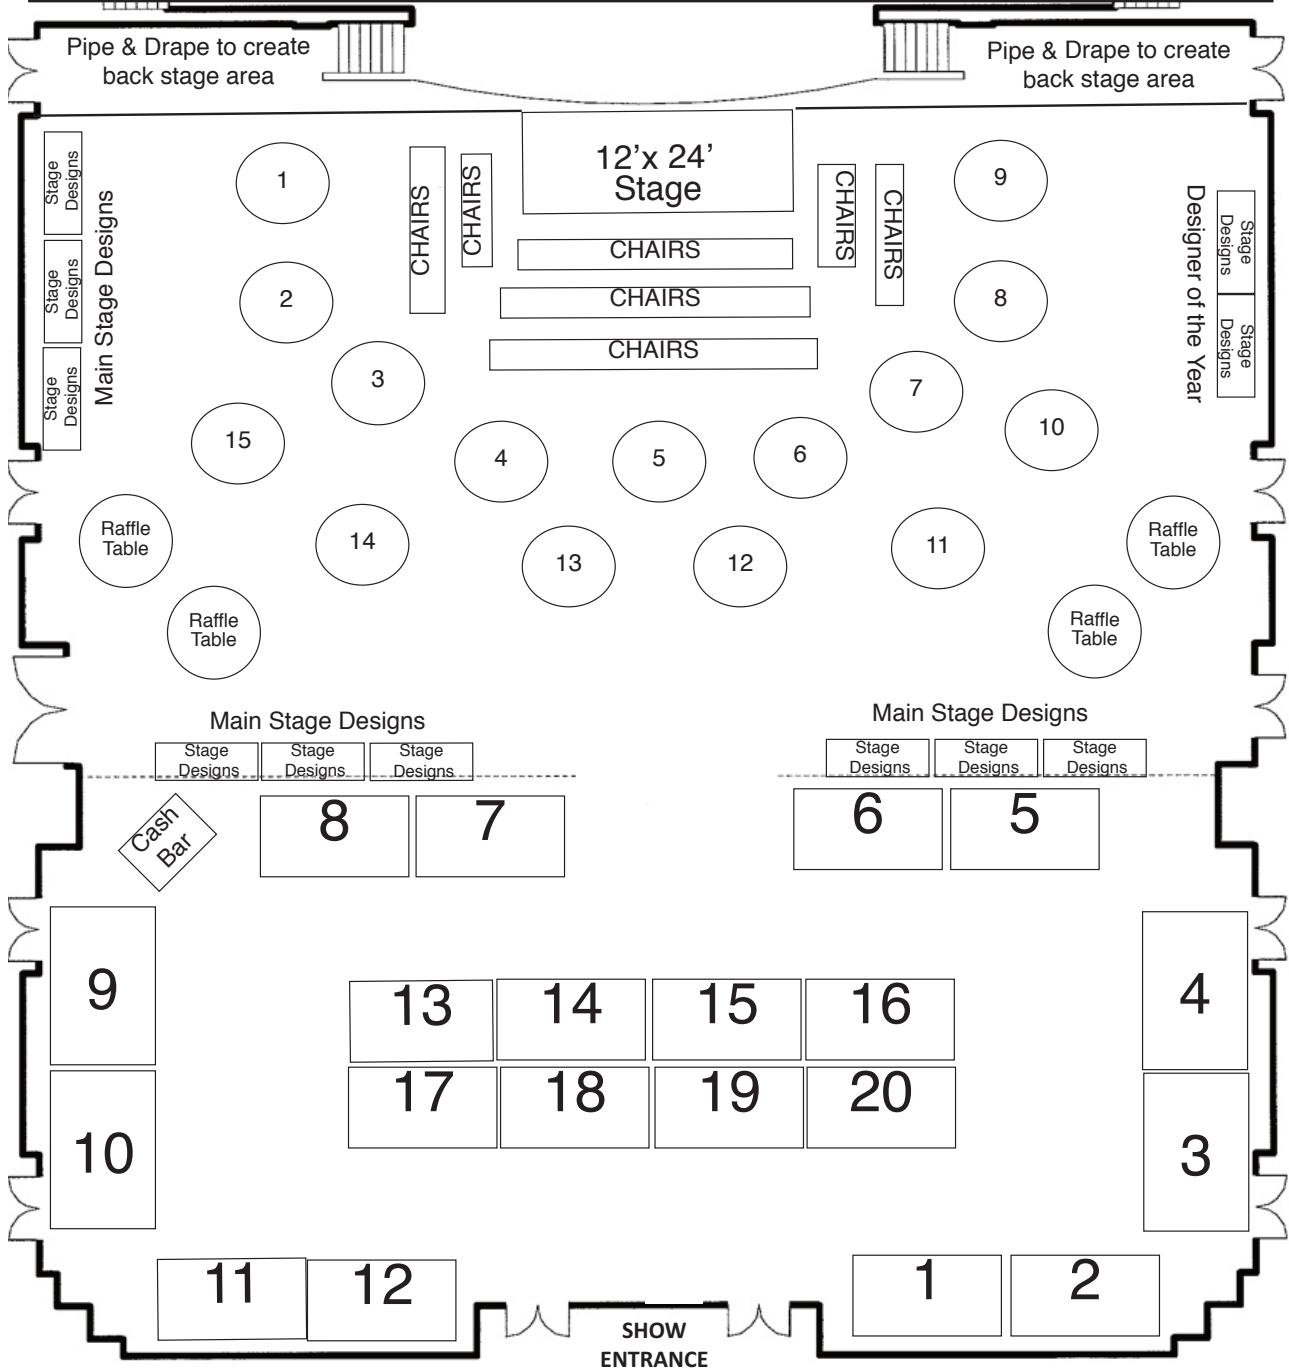 Pipe & Drape to create
back stage area
Pipe & Drape to create
back stage area
12'x 24'
Stage
CHAIRS
CHAIRS
CHAIRS
CHAIRS
CHAIRS
CHAIRS
CHAIRS
Stage
Designs
Stage
Designs
Stage
Designs
Main Stage Designs
Designer of the Year
Stage
Designs
Stage
Designs
1
9
2
8
3
7
15
10
4
5
6
14
13
12
11
Raffle
Table
Raffle
Table
Raffle
Table
Raffle
Table
Main Stage Designs
Stage
Designs
Stage
Designs
Stage
Designs
Main Stage Designs
Stage
Designs
Stage
Designs
Stage
Designs
Cash
Bar
8
7
6
5
9
4
13
14
15
16
17
18
19
20
10
3
11
12
1
2
SHOW
ENTRANCE